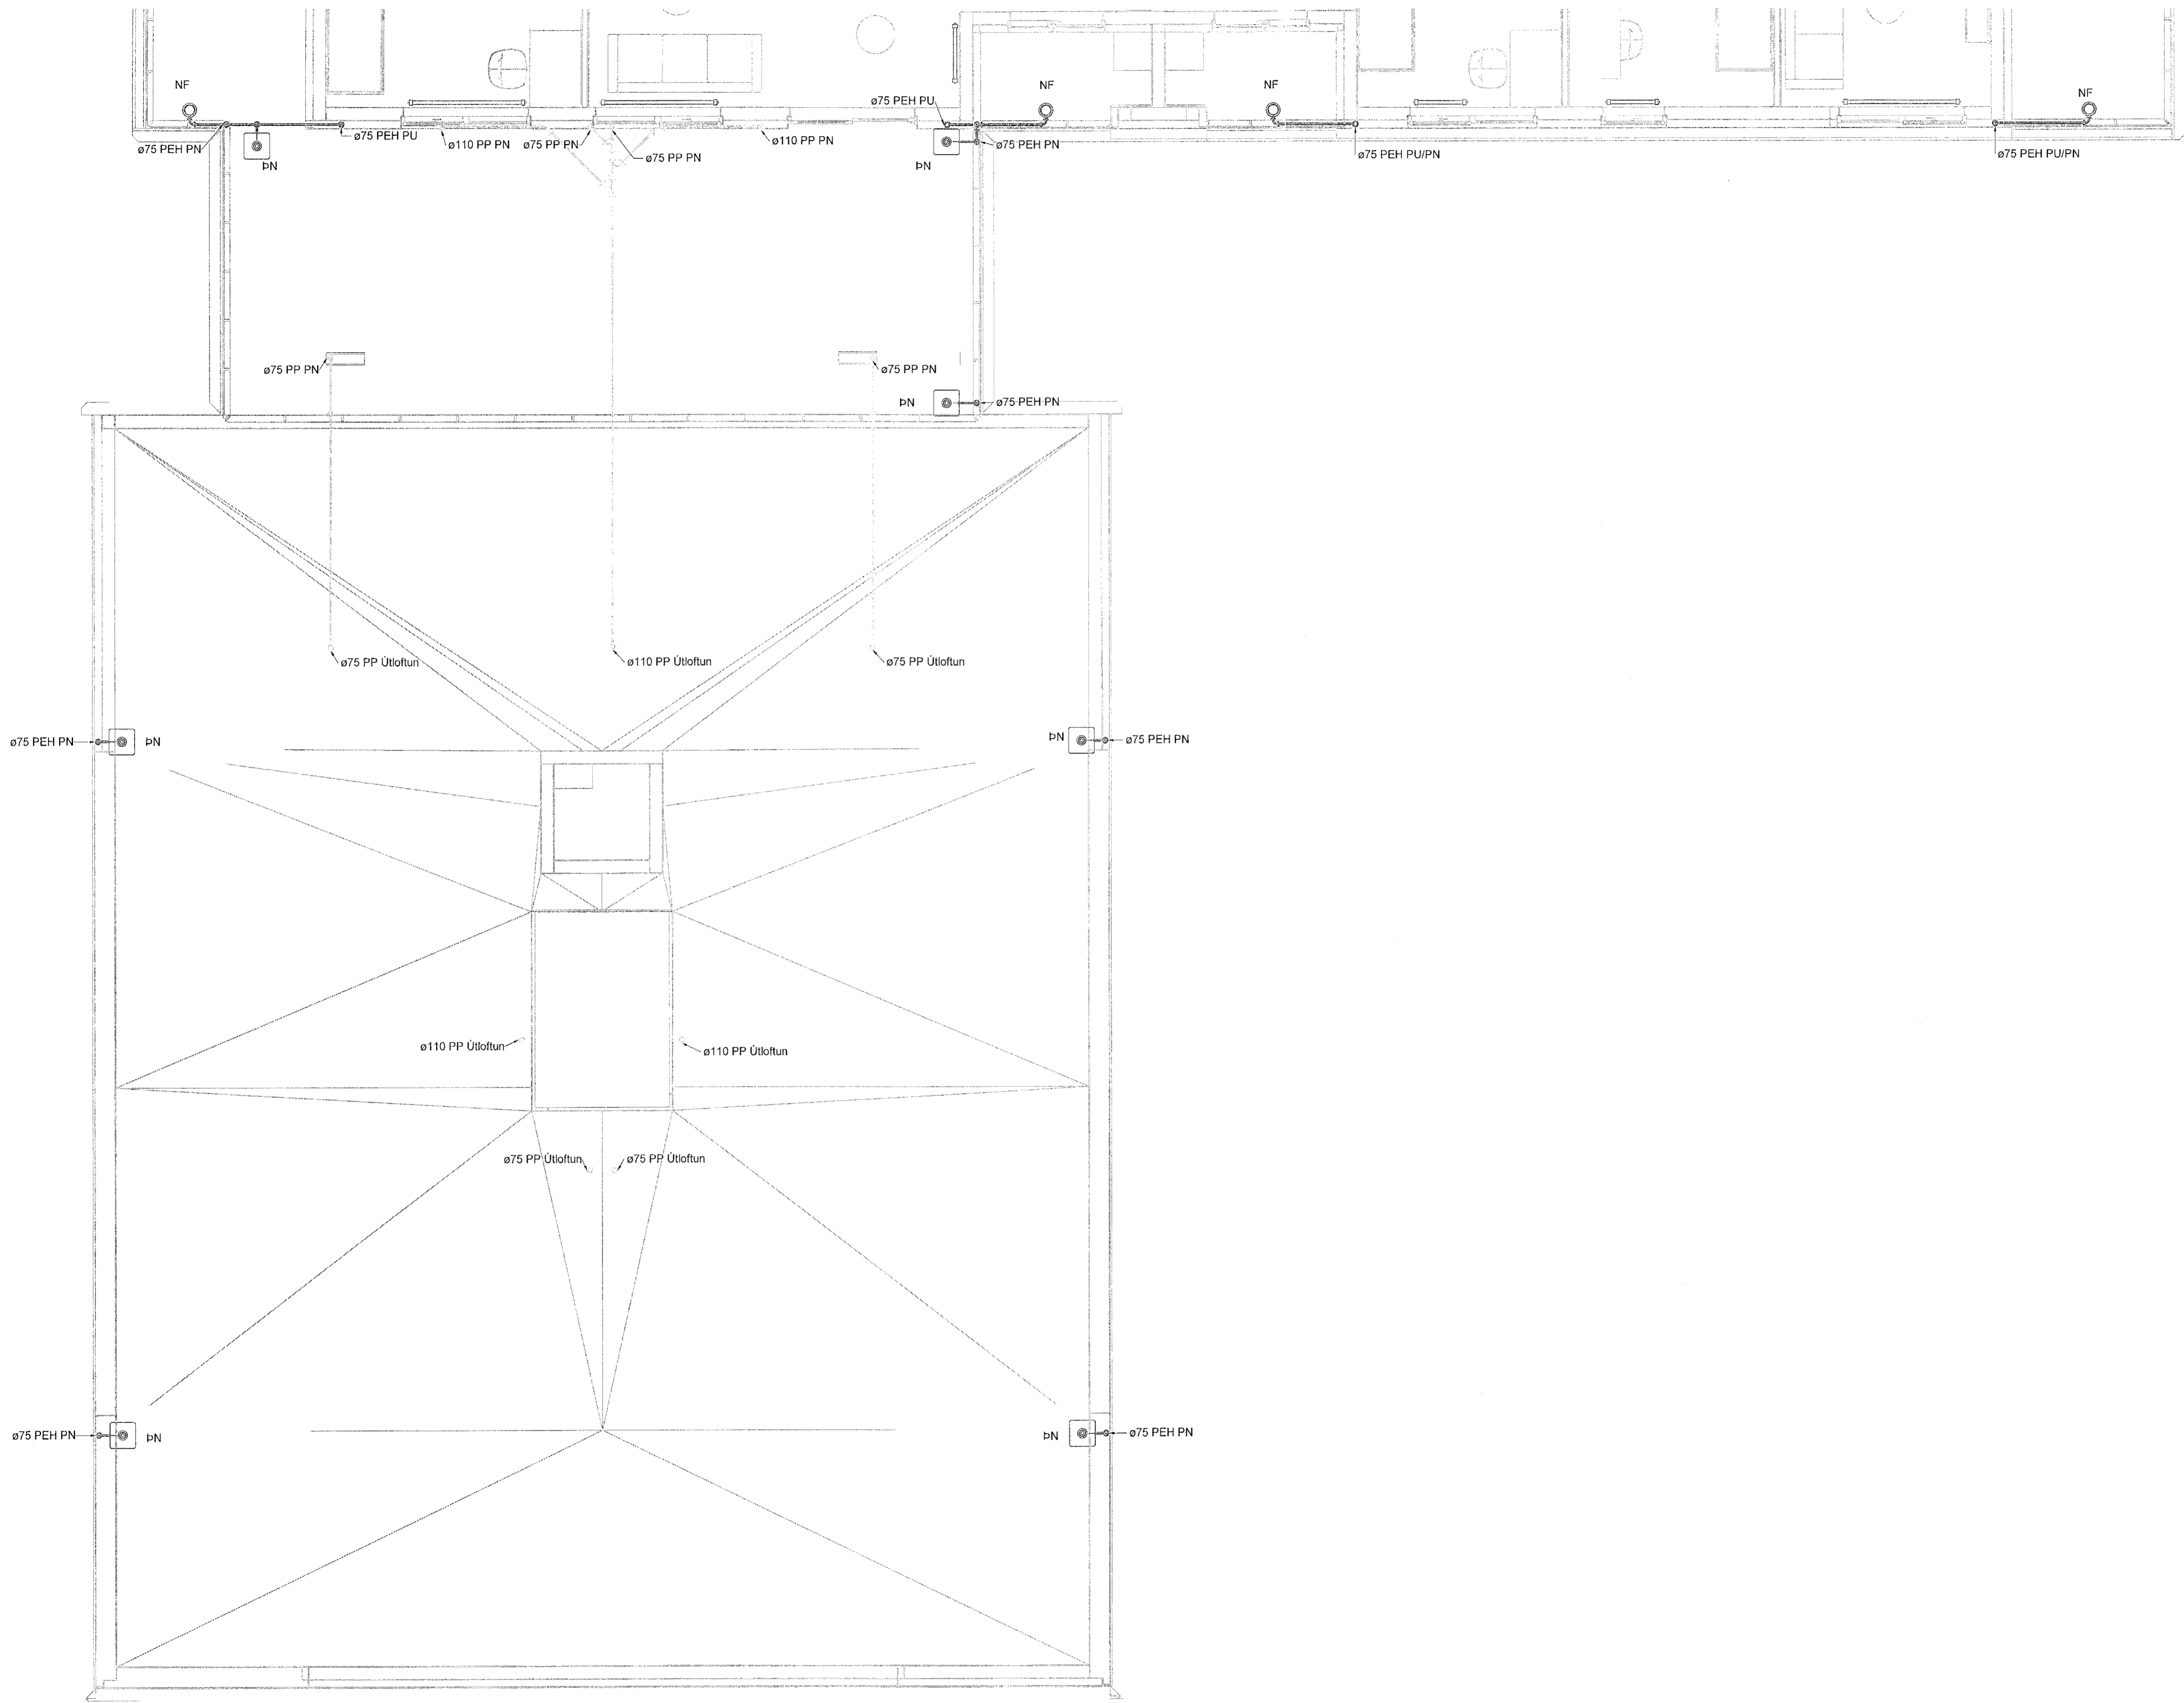 NF
NF
NF
NF
ø75 PEH PU
ø75 PEH PN
ø75 PEH PU
ø110 PP PN
ø75 PP PN
ø75 PP PN
ø110 PP PN
ø75 PEH PN
ø75 PEH PU/PN
ø75 PEH PU/PN
ÞN
ÞN
ø75 PP PN
ø75 PP PN
ÞN
ø75 PEH PN
ø75 PP Útloftun
ø110 PP Útloftun
ø75 PP Útloftun
ø75 PEH PN
ÞN
ÞN
ø75 PEH PN
ø110 PP Útloftun
ø110 PP Útloftun
ø75 PP Útloftun
ø75 PP Útloftun
ø75 PEH PN
ÞN
ÞN
ø75 PEH PN